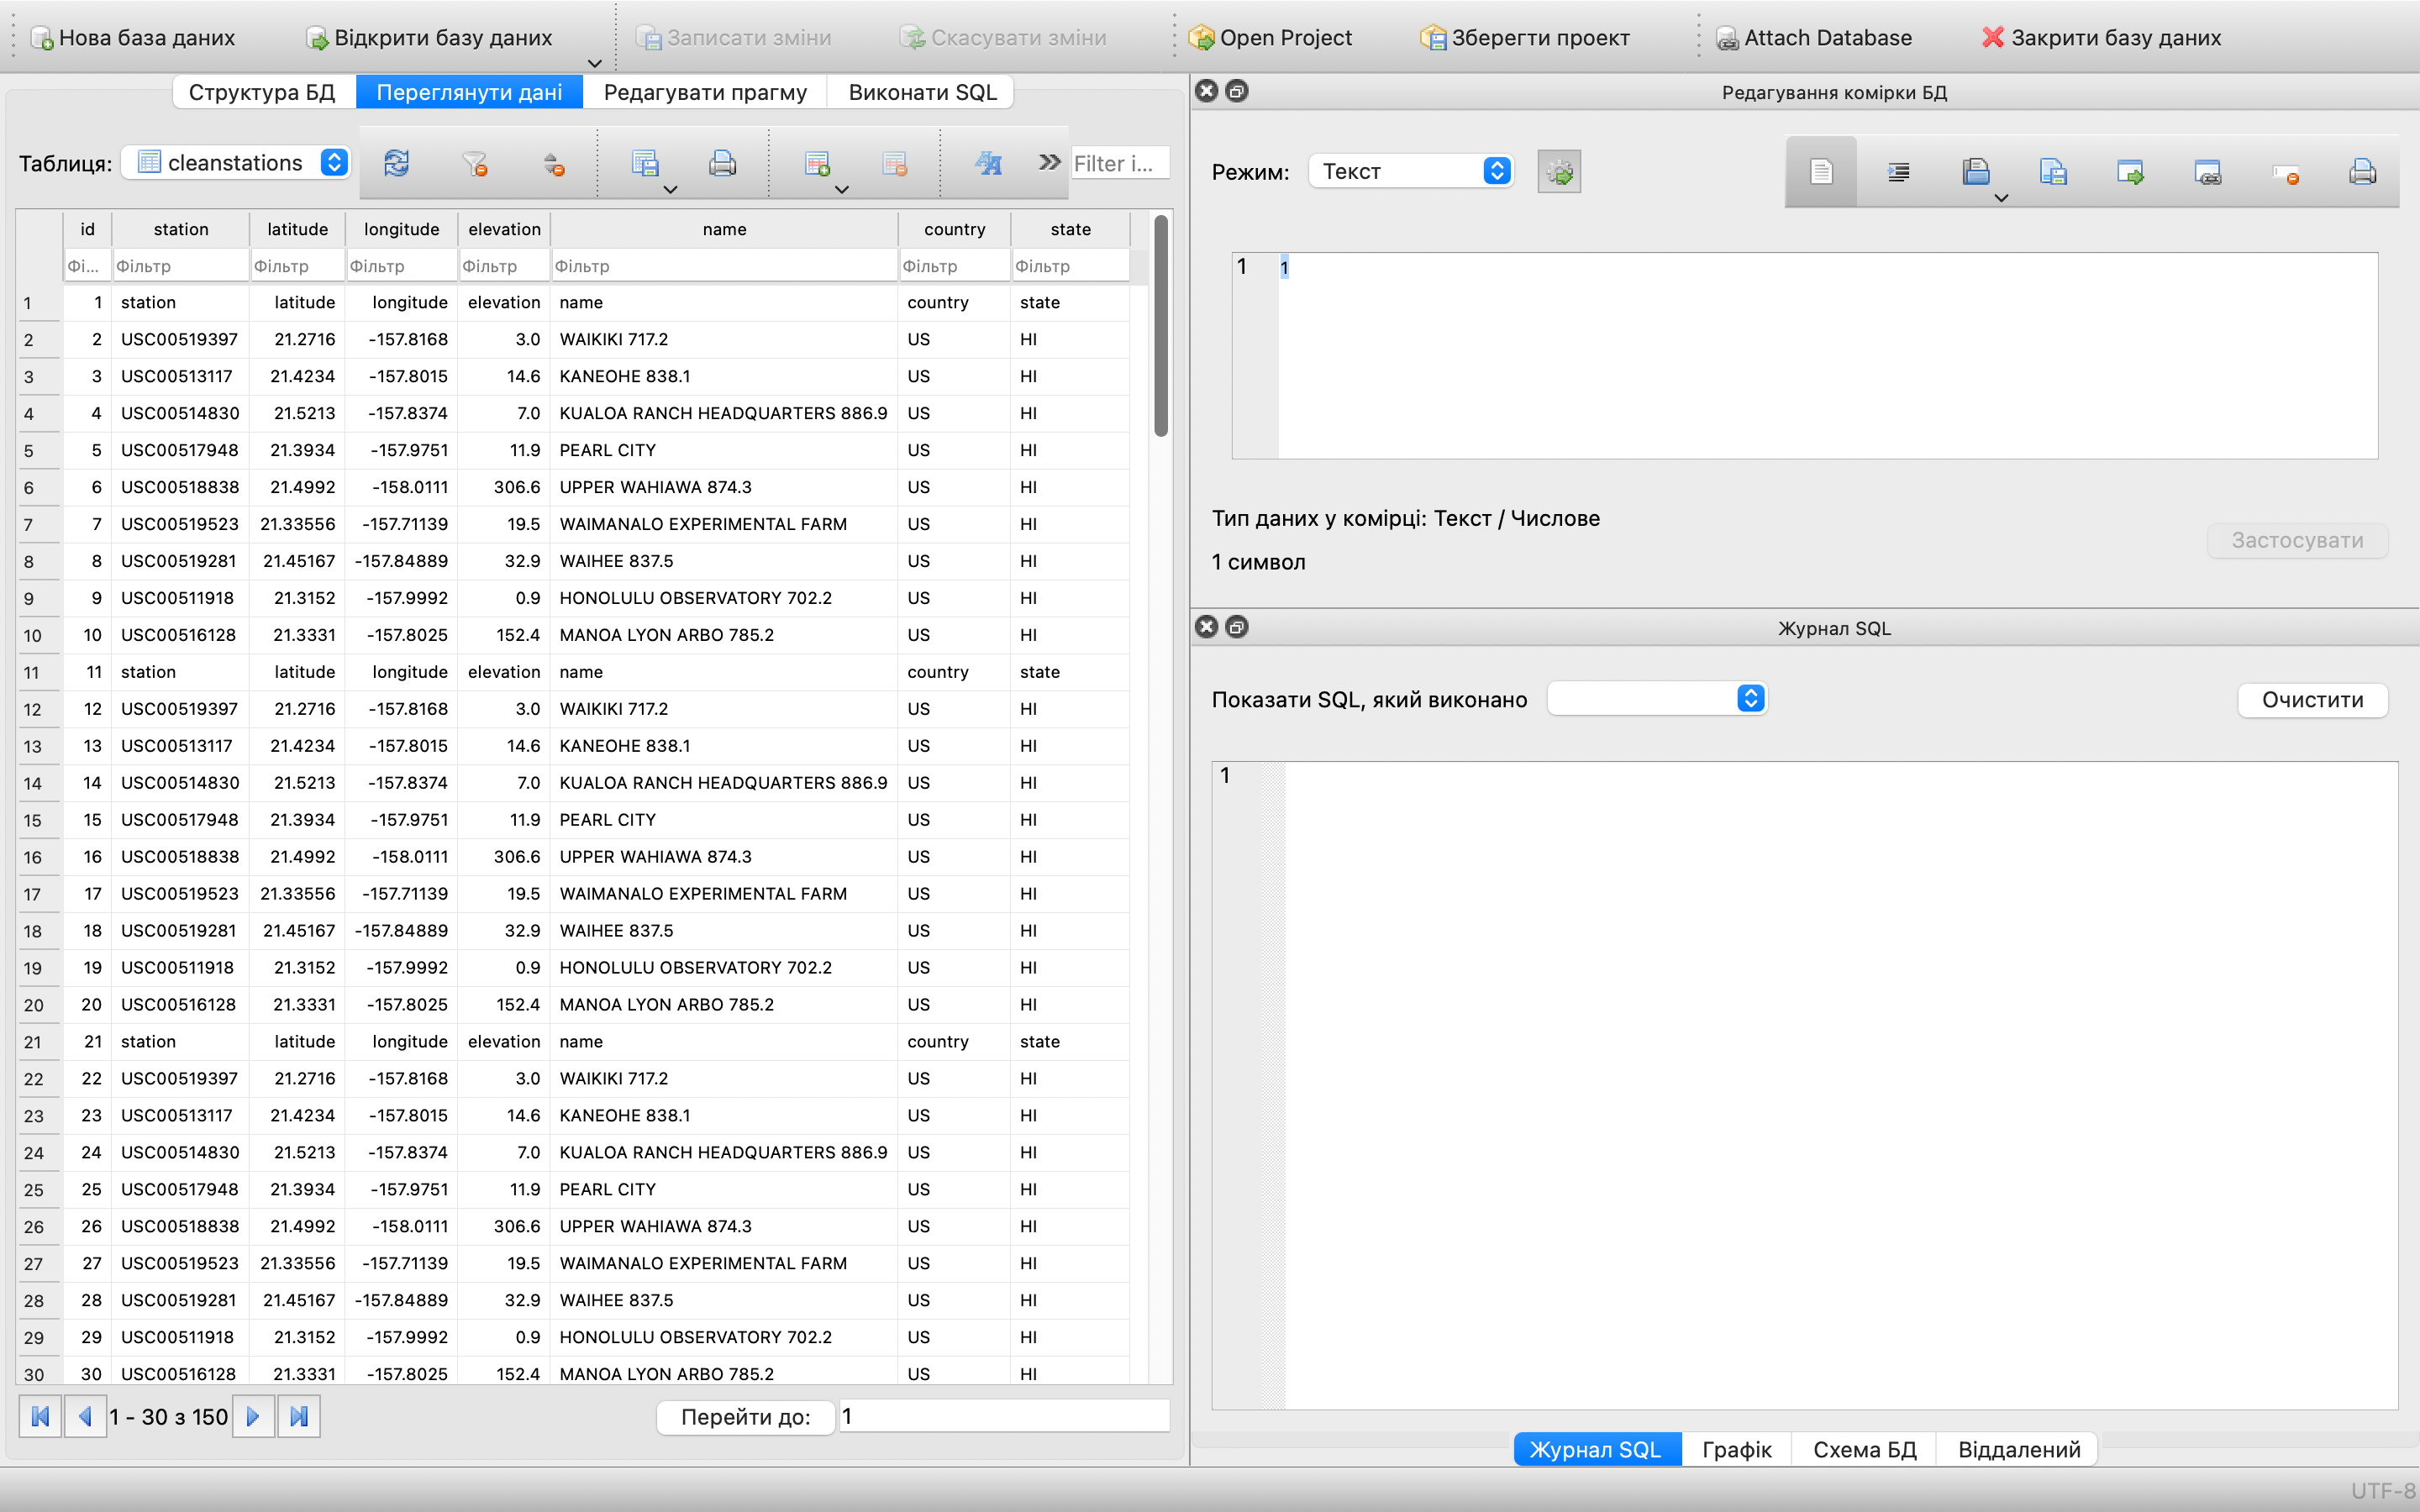 Нова база даних Відкрити базу даних Записати зміни Скасувати зміни Open Project Зберегти проект Attach Database Закрити базу даних
Структура БД Переглянути дані Редагувати прагму Виконати SQL
Таблиця: cleanstations Filter i...
id station latitude longitude elevation name country state
Фі... Фільтр Фільтр Фільтр Фільтр Фільтр Фільтр Фільтр
1 1 station latitude longitude elevation name country state
2 2 USC00519397 21.2716 -157.8168 3.0 WAIKIKI 717.2 US HI
3 3 USC00513117 21.4234 -157.8015 14.6 KANEOHE 838.1 US HI
4 4 USC00514830 21.5213 -157.8374 7.0 KUALOA RANCH HEADQUARTERS 886.9 US HI
5 5 USC00517948 21.3934 -157.9751 11.9 PEARL CITY US HI
6 6 USC00518838 21.4992 -158.0111 306.6 UPPER WAHIAWA 874.3 US HI
7 7 USC00519523 21.33556 -157.71139 19.5 WAIMANALO EXPERIMENTAL FARM US HI
8 8 USC00519281 21.45167 -157.84889 32.9 WAIHEE 837.5 US HI
9 9 USC00511918 21.3152 -157.9992 0.9 HONOLULU OBSERVATORY 702.2 US HI
10 10 USC00516128 21.3331 -157.8025 152.4 MANOA LYON ARBO 785.2 US HI
11 11 station latitude longitude elevation name country state
12 12 USC00519397 21.2716 -157.8168 3.0 WAIKIKI 717.2 US HI
13 13 USC00513117 21.4234 -157.8015 14.6 KANEOHE 838.1 US HI
14 14 USC00514830 21.5213 -157.8374 7.0 KUALOA RANCH HEADQUARTERS 886.9 US HI
15 15 USC00517948 21.3934 -157.9751 11.9 PEARL CITY US HI
16 16 USC00518838 21.4992 -158.0111 306.6 UPPER WAHIAWA 874.3 US HI
17 17 USC00519523 21.33556 -157.71139 19.5 WAIMANALO EXPERIMENTAL FARM US HI
18 18 USC00519281 21.45167 -157.84889 32.9 WAIHEE 837.5 US HI
19 19 USC00511918 21.3152 -157.9992 0.9 HONOLULU OBSERVATORY 702.2 US HI
20 20 USC00516128 21.3331 -157.8025 152.4 MANOA LYON ARBO 785.2 US HI
21 21 station latitude longitude elevation name country state
22 22 USC00519397 21.2716 -157.8168 3.0 WAIKIKI 717.2 US HI
23 23 USC00513117 21.4234 -157.8015 14.6 KANEOHE 838.1 US HI
24 24 USC00514830 21.5213 -157.8374 7.0 KUALOA RANCH HEADQUARTERS 886.9 US HI
25 25 USC00517948 21.3934 -157.9751 11.9 PEARL CITY US HI
26 26 USC00518838 21.4992 -158.0111 306.6 UPPER WAHIAWA 874.3 US HI
27 27 USC00519523 21.33556 -157.71139 19.5 WAIMANALO EXPERIMENTAL FARM US HI
28 28 USC00519281 21.45167 -157.84889 32.9 WAIHEE 837.5 US HI
29 29 USC00511918 21.3152 -157.9992 0.9 HONOLULU OBSERVATORY 702.2 US HI
30 30 USC00516128 21.3331 -157.8025 152.4 MANOA LYON ARBO 785.2 US HI
1 - 30 з 150 Перейти до: 1
Редагування комірки БД
Режим: Текст
1 1
Тип даних у комірці: Текст / Числове
1 символ
Застосувати
Журнал SQL
Показати SQL, який виконано Очистити
1
Журнал SQL Графік Схема БД Віддалений
UTF-8